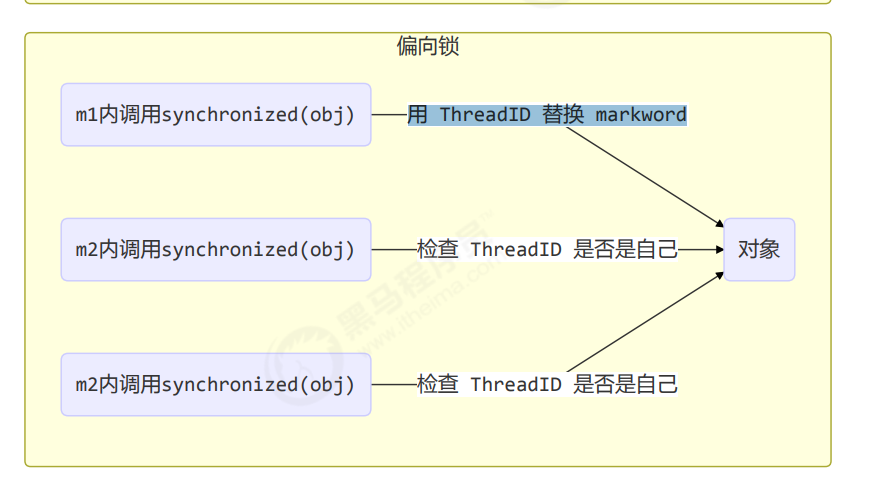 偏向锁
m1内调用synchronized(obj)
用 ThreadID 替换 markword
m2内调用synchronized(obj)
检查 ThreadID 是否是自己
对象
m2内调用synchronized(obj)
检查 ThreadID 是否是自己
黑马程序员™
www.itheima.com